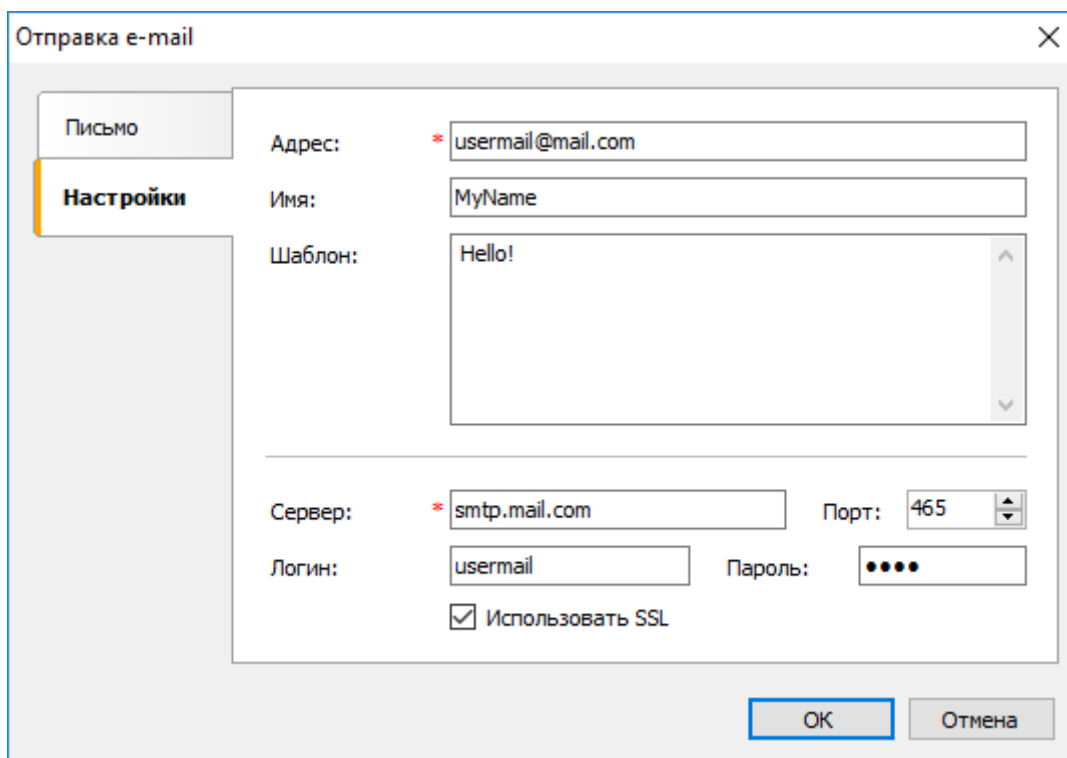 Отправка e-mail
Письмо
Настройки
Адрес: * usermail@mail.com
Имя: MyName
Шаблон: Hello!
Сервер: * smtp.mail.com Порт: 465
Логин: usermail Пароль: ••••
Использовать SSL
OK Отмена